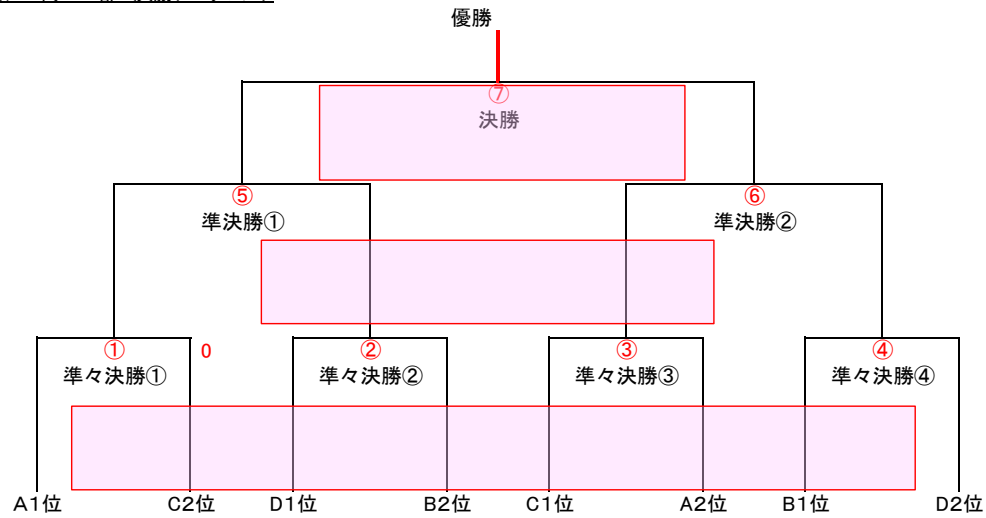 優勝
⑦
決勝
⑤ ⑥
準決勝① 準決勝②
① 0 ② ③ ④
準々決勝① 準々決勝② 準々決勝③ 準々決勝④
A1位 C2位 D1位 B2位 C1位 A2位 B1位 D2位